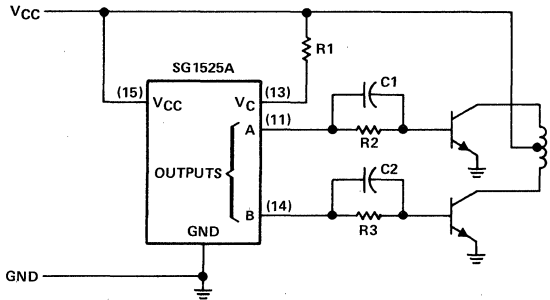 VCC
R1
SG1525A
(15)
(13)
VCC
VC
C1
A
(11)
R2
OUTPUTS
C2
B
(14)
R3
GND
GND